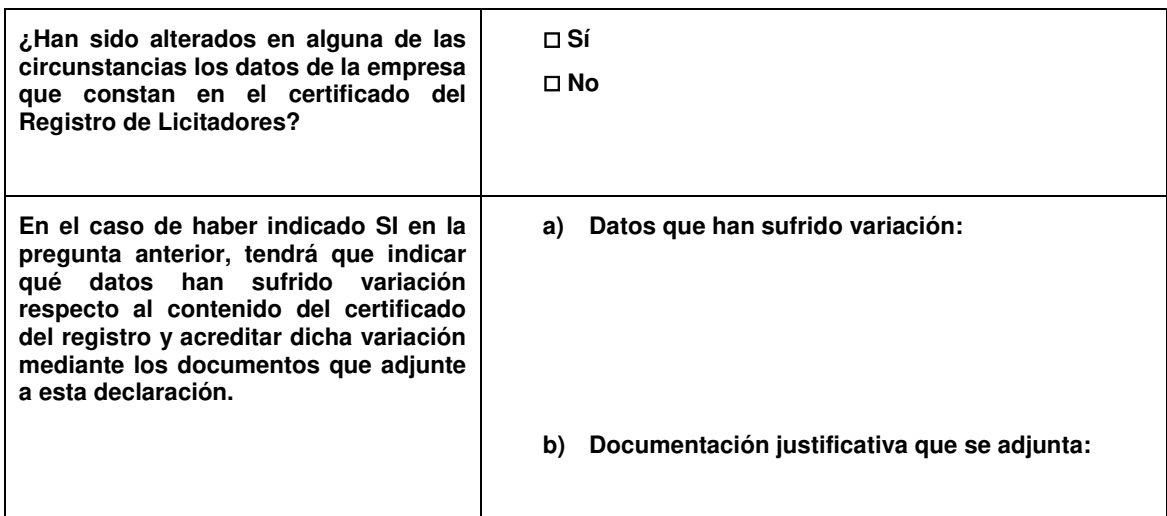 ¿Han sido alterados en alguna de las
circunstancias los datos de la empresa
que constan en el certificado del
Registro de Licitadores?
☐ Sí
☐ No
En el caso de haber indicado SI en la
pregunta anterior, tendrá que indicar
qué datos han sufrido variación
respecto al contenido del certificado
del registro y acreditar dicha variación
mediante los documentos que adjunte
a esta declaración.
a) Datos que han sufrido variación:
b) Documentación justificativa que se adjunta: